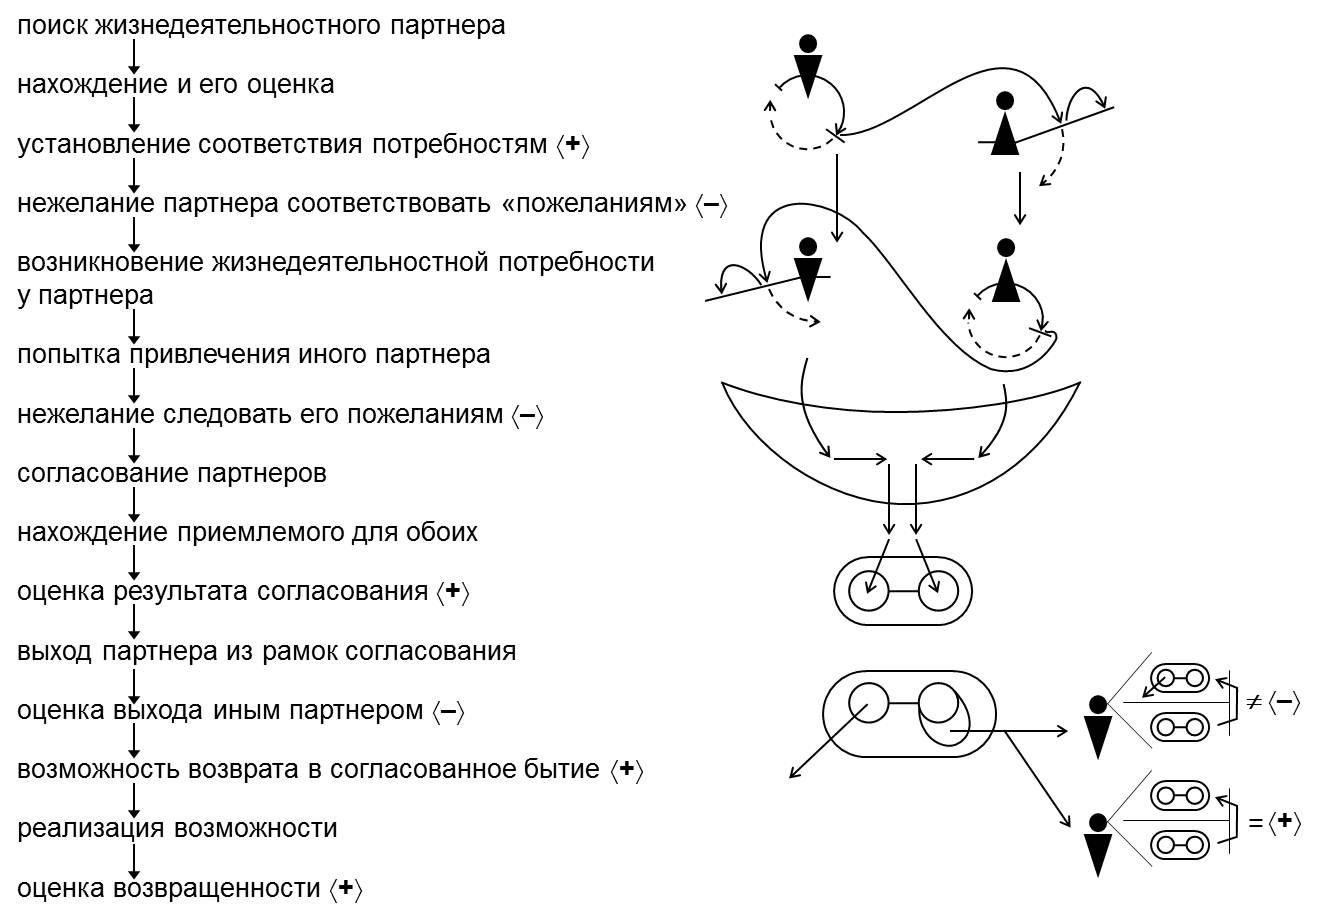 поиск жизнедеятельностного партнера
нахождение и его оценка
установление соответствия потребностям ⟨+⟩
нежелание партнера соответствовать «пожеланиям» ⟨–⟩
возникновение жизнедеятельностной потребности
у партнера
попытка привлечения иного партнера
нежелание следовать его пожеланиям ⟨–⟩
согласование партнеров
нахождение приемлемого для обоих
оценка результата согласования ⟨+⟩
выход партнера из рамок согласования
оценка выхода иным партнером ⟨–⟩
возможность возврата в согласованное бытие ⟨+⟩
реализация возможности
оценка возвращенности ⟨+⟩
≠ ⟨–⟩
= ⟨+⟩